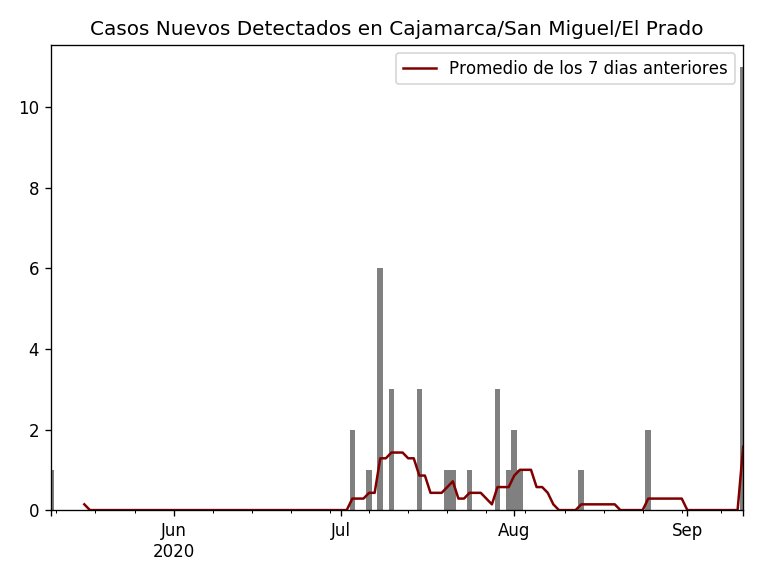 Casos Nuevos Detectados en Cajamarca/San Miguel/El Prado
Promedio de los 7 dias anteriores
10
8
6
4
2
0
Jun
2020
Jul
Aug
Sep